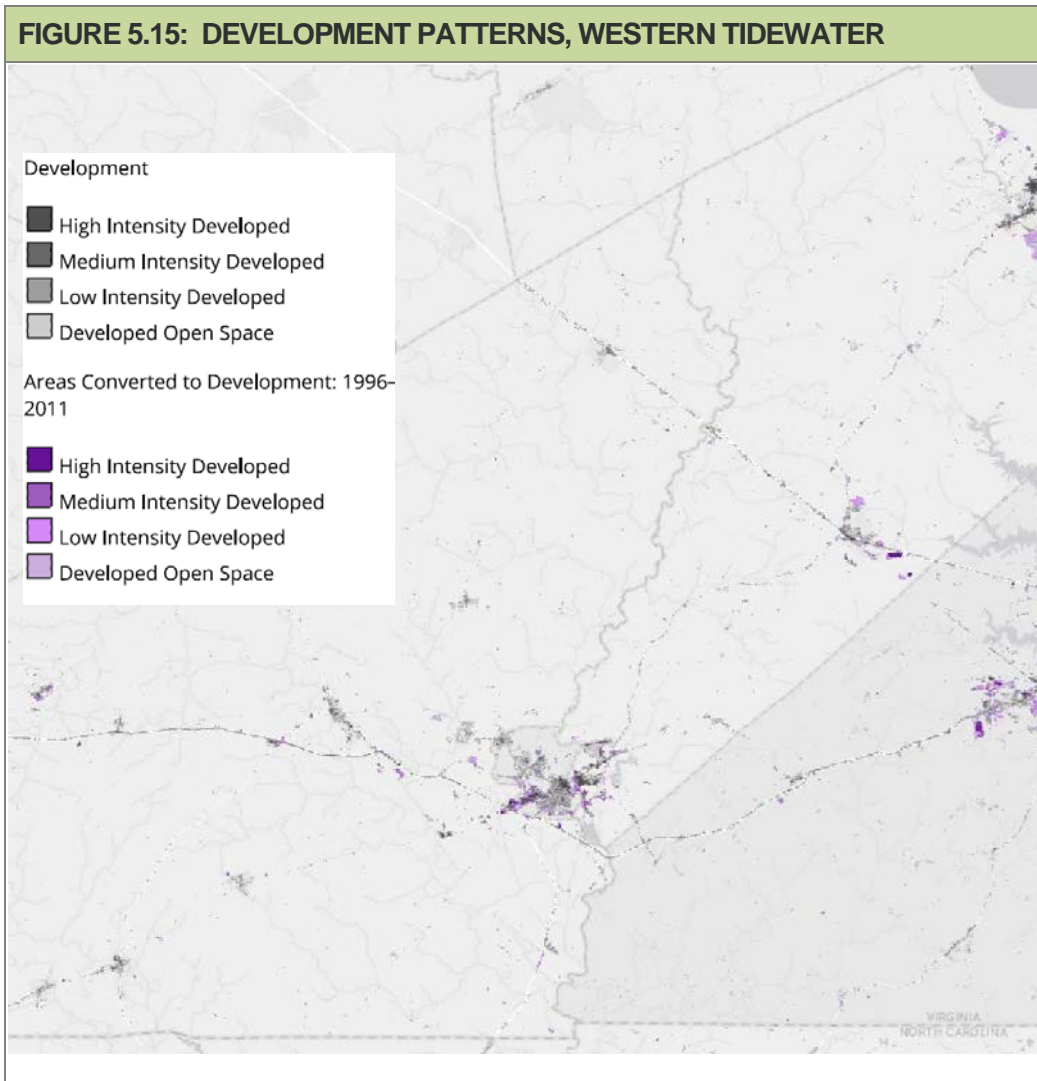 FIGURE 5.15: DEVELOPMENT PATTERNS, WESTERN TIDEWATER
Development
High Intensity Developed
Medium Intensity Developed
Low Intensity Developed
Developed Open Space
Areas Converted to Development: 1996–
2011
High Intensity Developed
Medium Intensity Developed
Low Intensity Developed
Developed Open Space
VIRGINIA
NORTH CAROLINA